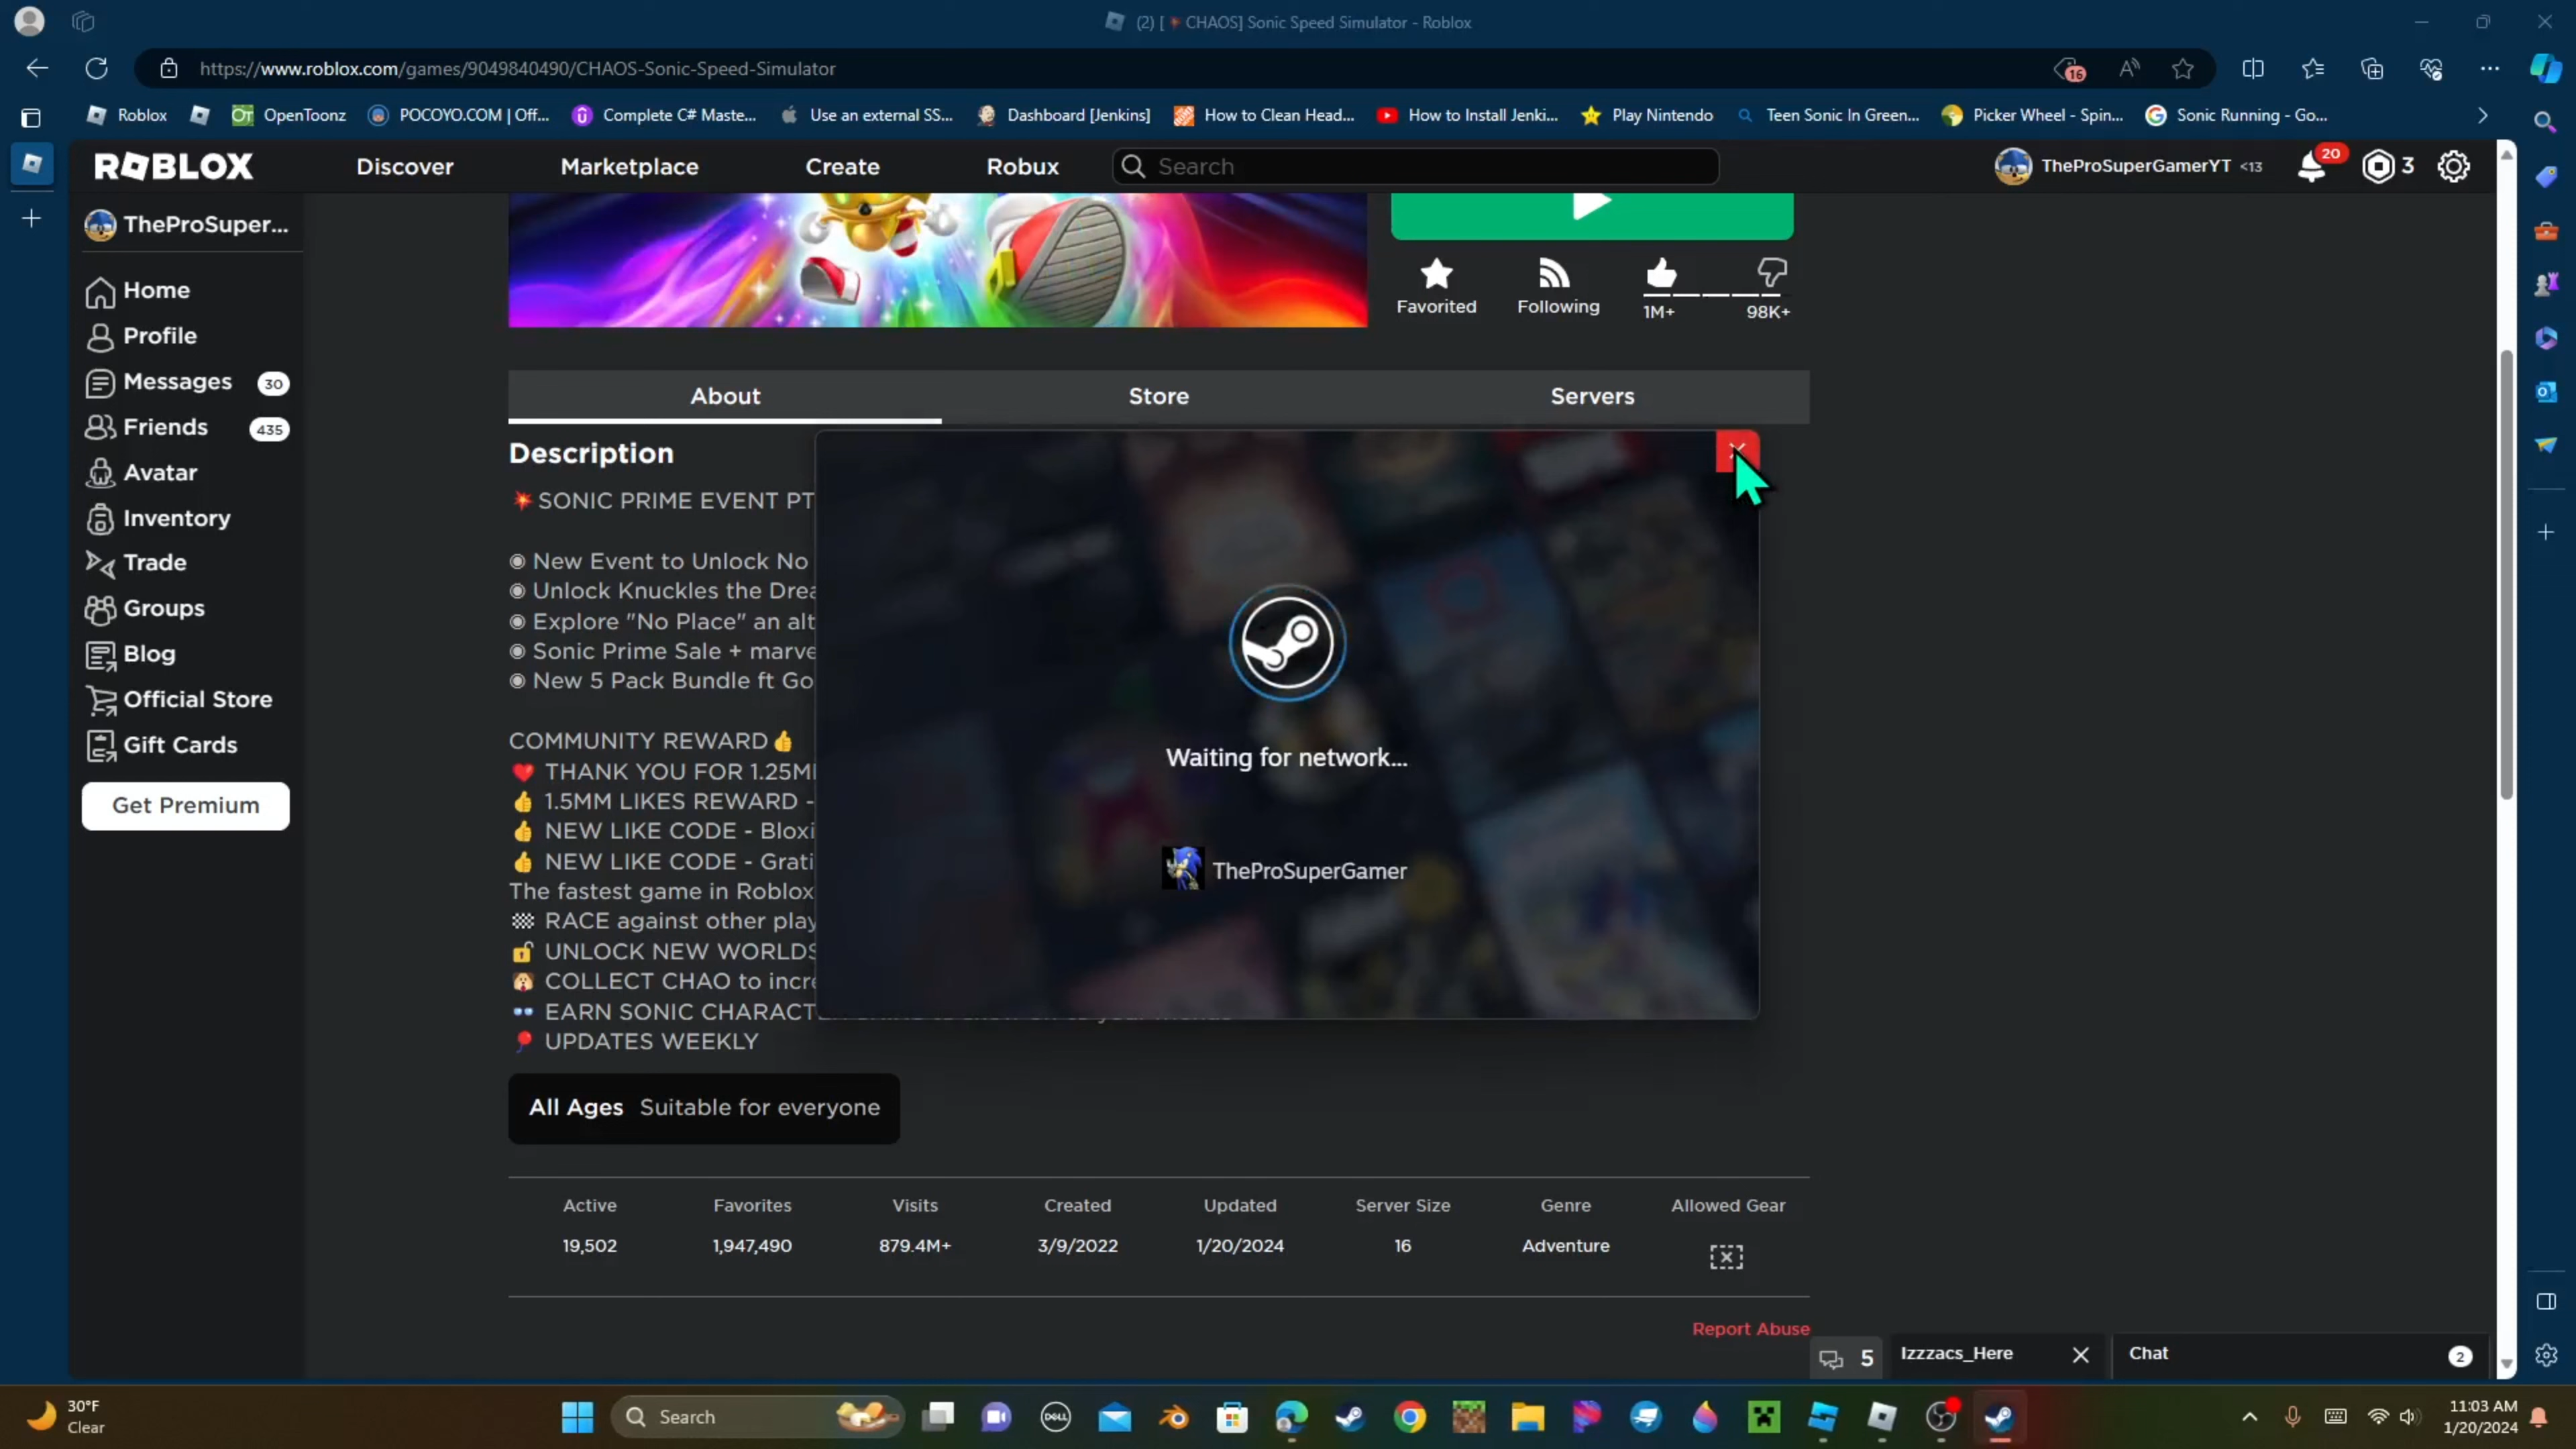 (2) [💥CHAOS] Sonic Speed Simulator - Roblox
https://www.roblox.com/games/9049840490/CHAOS-Sonic-Speed-Simulator
16
Roblox
OpenToonz
POCOYO.COM | Off...
Complete C# Maste...
Use an external SS...
Dashboard [Jenkins]
How to Clean Head...
How to Install Jenki...
Play Nintendo
Teen Sonic In Green...
Picker Wheel - Spin...
Sonic Running - Go...
ROBLOX
Discover
Marketplace
Create
Robux
Search
TheProSuperGamerYT <13
20
3
TheProSuper...
Home
Profile
Messages 30
Friends 435
Avatar
Inventory
Trade
Groups
Blog
Official Store
Gift Cards
Get Premium
Favorited
Following
1M+
98K+
About
Store
Servers
Description
💥SONIC PRIME EVENT PT
◉ New Event to Unlock No
◉ Unlock Knuckles the Drea
◉ Explore "No Place" an alt
◉ Sonic Prime Sale + marve
◉ New 5 Pack Bundle ft Go
COMMUNITY REWARD👍
❤️ THANK YOU FOR 1.25M
👍 1.5MM LIKES REWARD -
👍 NEW LIKE CODE - Bloxi
👍 NEW LIKE CODE - Grati
The fastest game in Roblox
🏁 RACE against other play
🔓 UNLOCK NEW WORLDS
🐶 COLLECT CHAO to incre
👓 EARN SONIC CHARACT
🎈 UPDATES WEEKLY
Waiting for network...
TheProSuperGamer
All Ages Suitable for everyone
Active
Favorites
Visits
Created
Updated
Server Size
Genre
Allowed Gear
19,502
1,947,490
879.4M+
3/9/2022
1/20/2024
16
Adventure
Report Abuse
5
Izzzacs_Here
Chat
2
30°F
Clear
Search
DELL
11:03 AM
1/20/2024